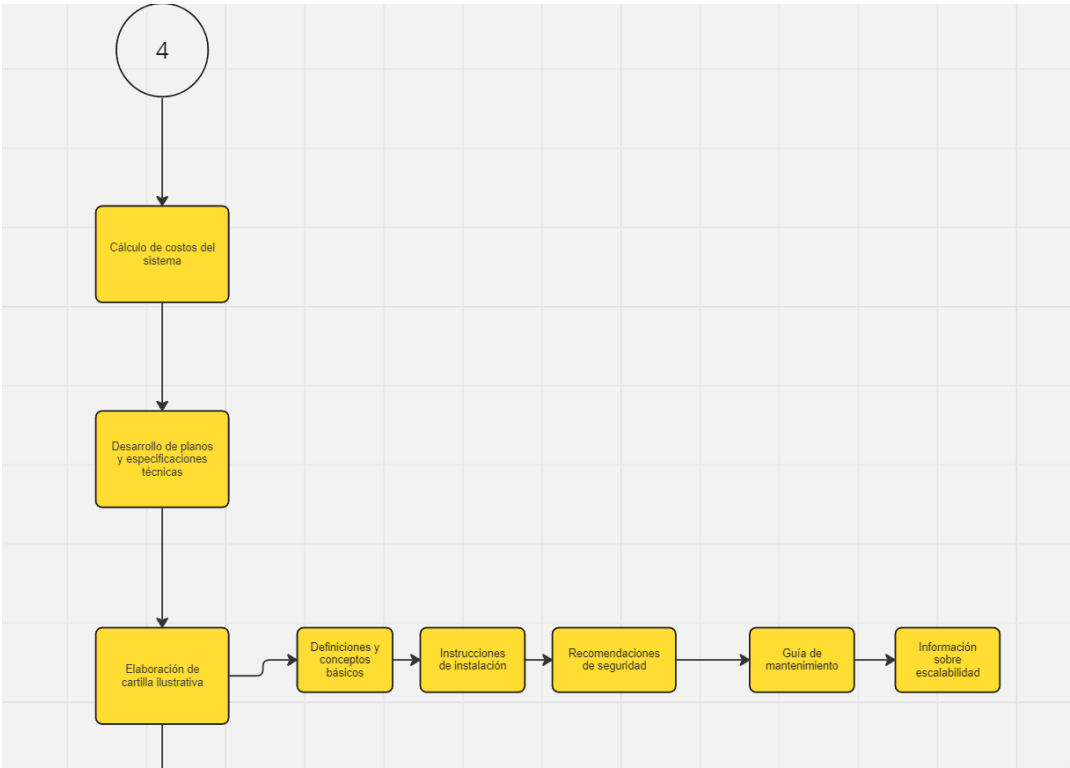 4
Cálculo de costos del
sistema
Desarrollo de planos
y especificaciones
técnicas
Elaboración de
cartilla ilustrativa
Definiciones y
conceptos
básicos
Instrucciones
de instalación
Recomendaciones
de seguridad
Guía de
mantenimiento
Información
sobre
escalabilidad